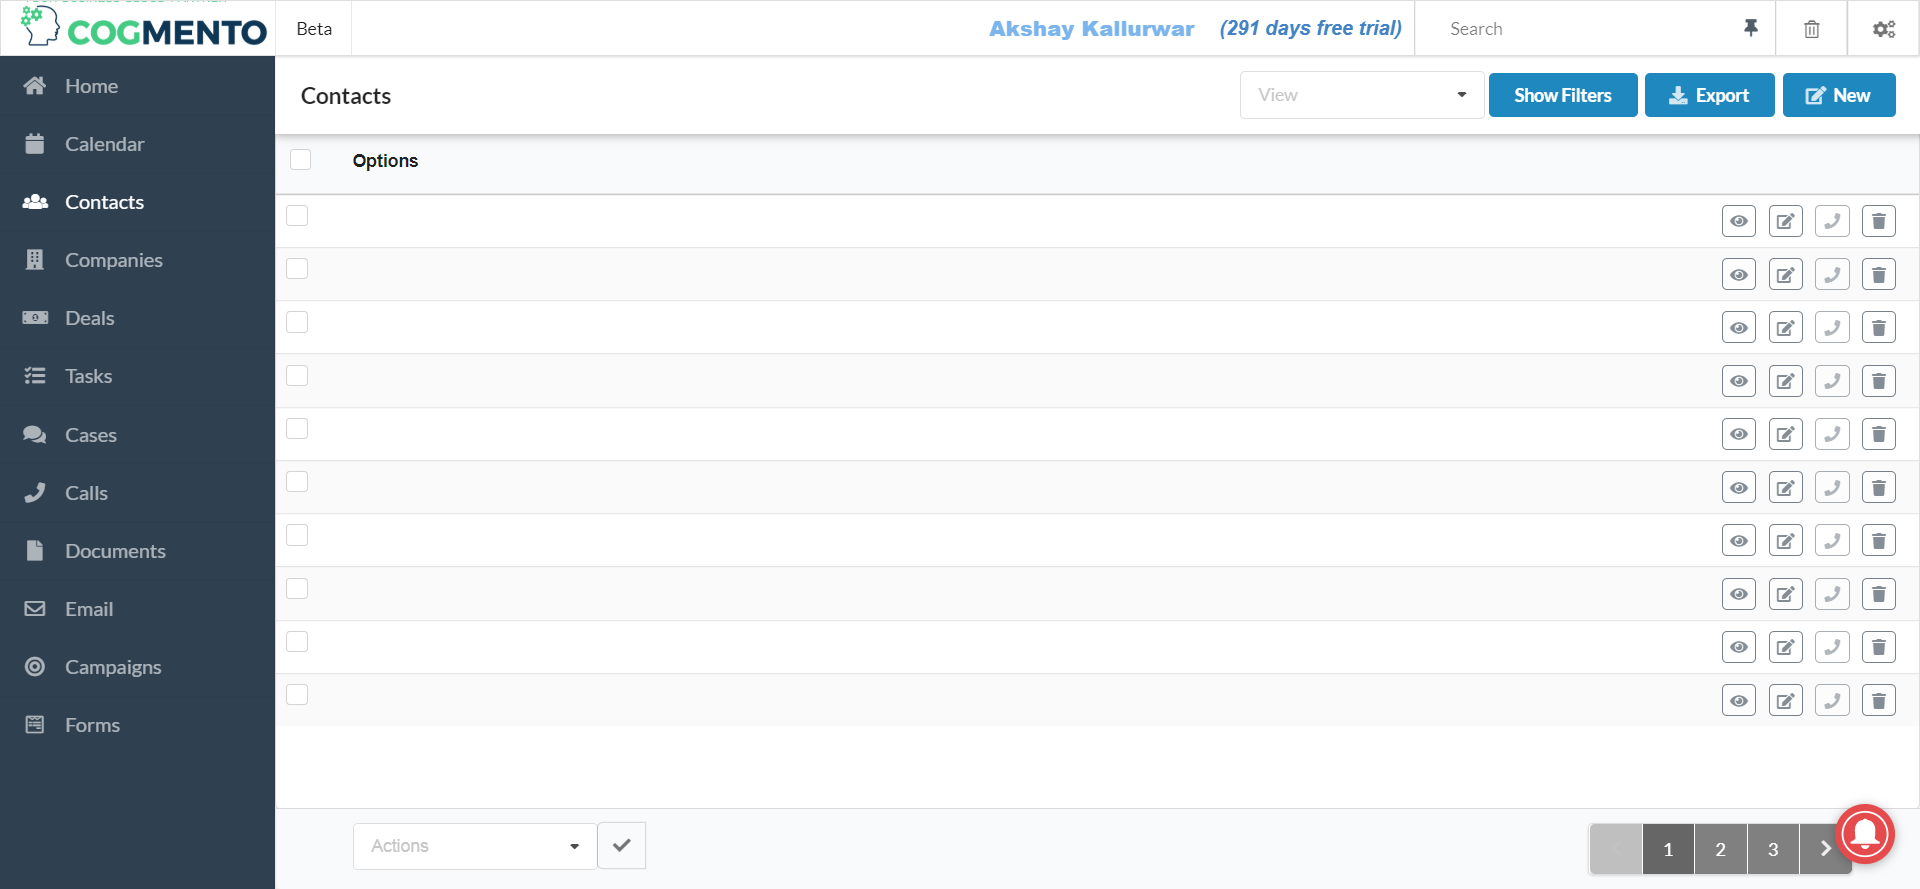 COGMENTO
Beta
Akshay Kallurwar
(291 days free trial)
Search
Home
Calendar
Contacts
Companies
Deals
Tasks
Cases
Calls
Documents
Email
Campaigns
Forms
Contacts
View
Show Filters
Export
New
Options
Actions
1
2
3